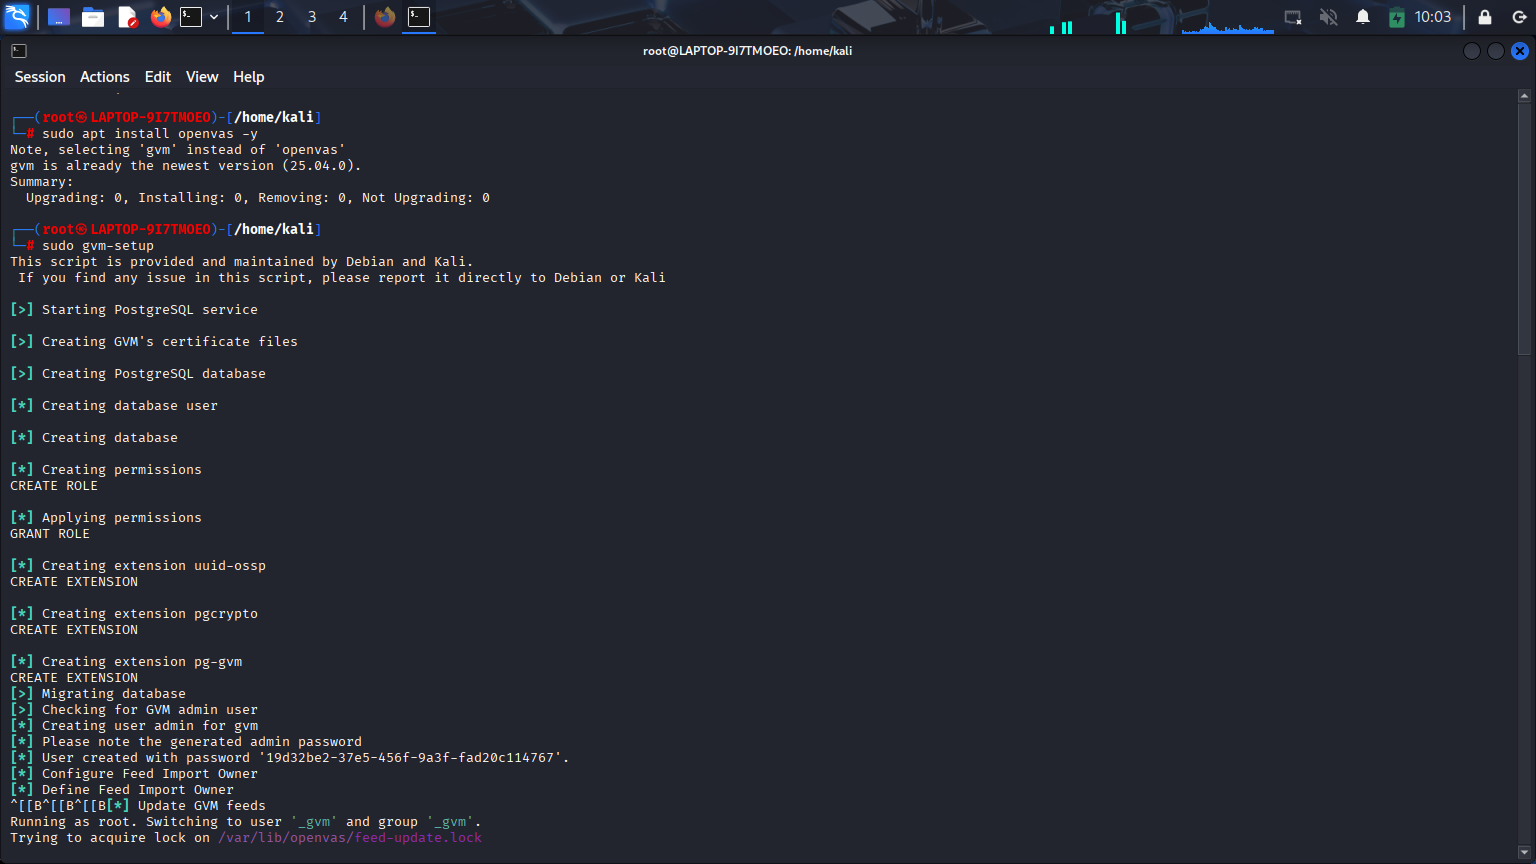 1 2 3 4 10:03
root@LAPTOP-9I7TMOEO: /home/kali
Session Actions Edit View Help
┌──(root㉿LAPTOP-9I7TMOEO)-[/home/kali]
└─# sudo apt install openvas -y
Note, selecting 'gvm' instead of 'openvas'
gvm is already the newest version (25.04.0).
Summary:
  Upgrading: 0, Installing: 0, Removing: 0, Not Upgrading: 0
┌──(root㉿LAPTOP-9I7TMOEO)-[/home/kali]
└─# sudo gvm-setup
This script is provided and maintained by Debian and Kali.
 If you find any issue in this script, please report it directly to Debian or Kali
[>] Starting PostgreSQL service
[>] Creating GVM's certificate files
[>] Creating PostgreSQL database
[*] Creating database user
[*] Creating database
[*] Creating permissions
CREATE ROLE
[*] Applying permissions
GRANT ROLE
[*] Creating extension uuid-ossp
CREATE EXTENSION
[*] Creating extension pgcrypto
CREATE EXTENSION
[*] Creating extension pg-gvm
CREATE EXTENSION
[>] Migrating database
[>] Checking for GVM admin user
[*] Creating user admin for gvm
[*] Please note the generated admin password
[*] User created with password '19d32be2-37e5-456f-9a3f-fad20c114767'.
[*] Configure Feed Import Owner
[*] Define Feed Import Owner
^[[B^[[B^[[B[*] Update GVM feeds
Running as root. Switching to user '_gvm' and group '_gvm'.
Trying to acquire lock on /var/lib/openvas/feed-update.lock